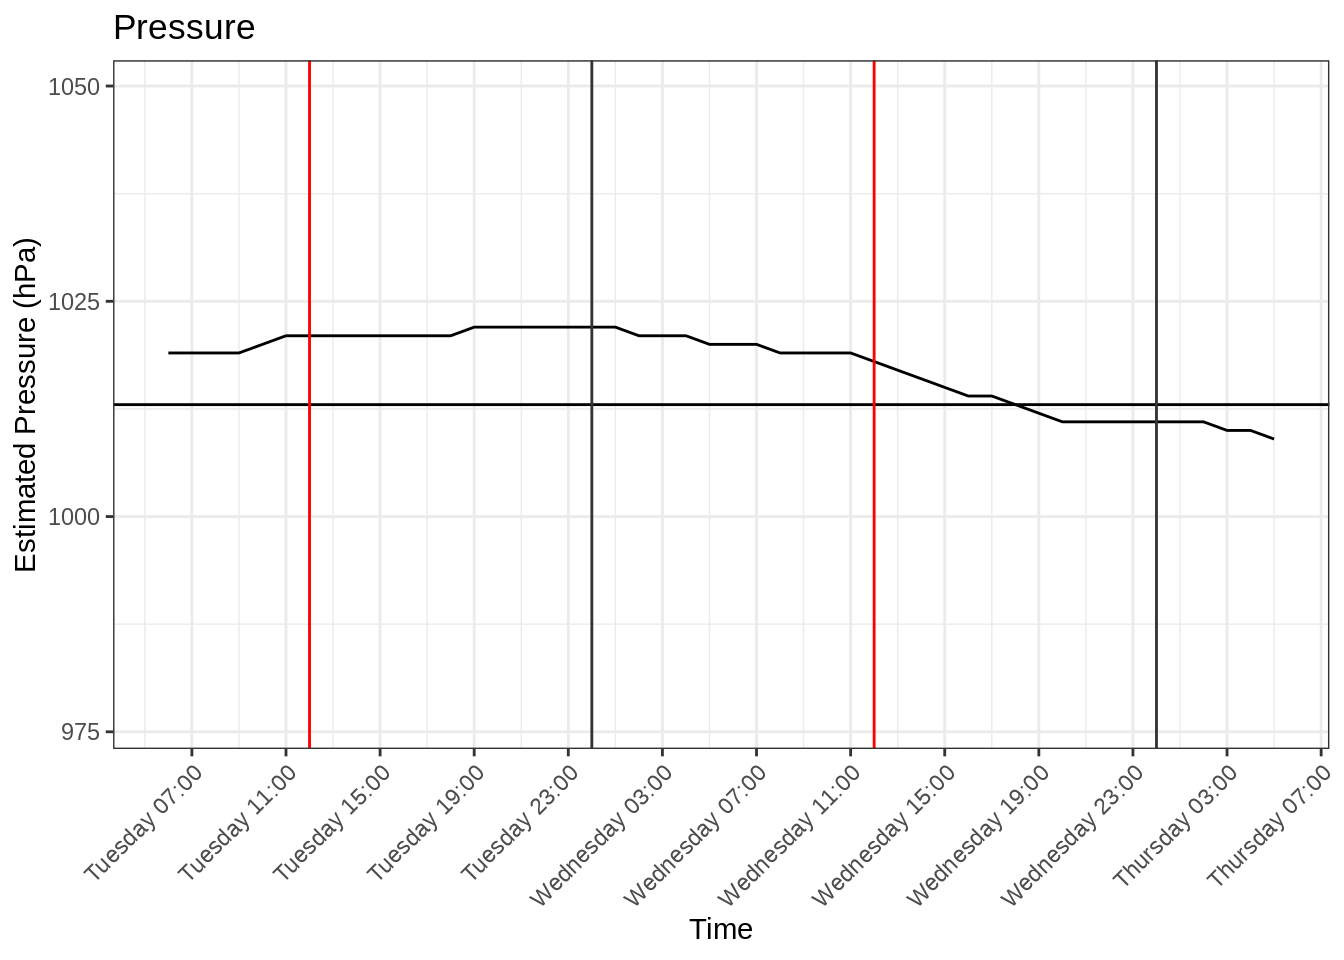 Pressure
Estimated Pressure (hPa)
1050
1025
1000
975
Tuesday 07:00
Tuesday 11:00
Tuesday 15:00
Tuesday 19:00
Tuesday 23:00
Wednesday 03:00
Wednesday 07:00
Wednesday 11:00
Wednesday 15:00
Wednesday 19:00
Wednesday 23:00
Thursday 03:00
Thursday 07:00
Time